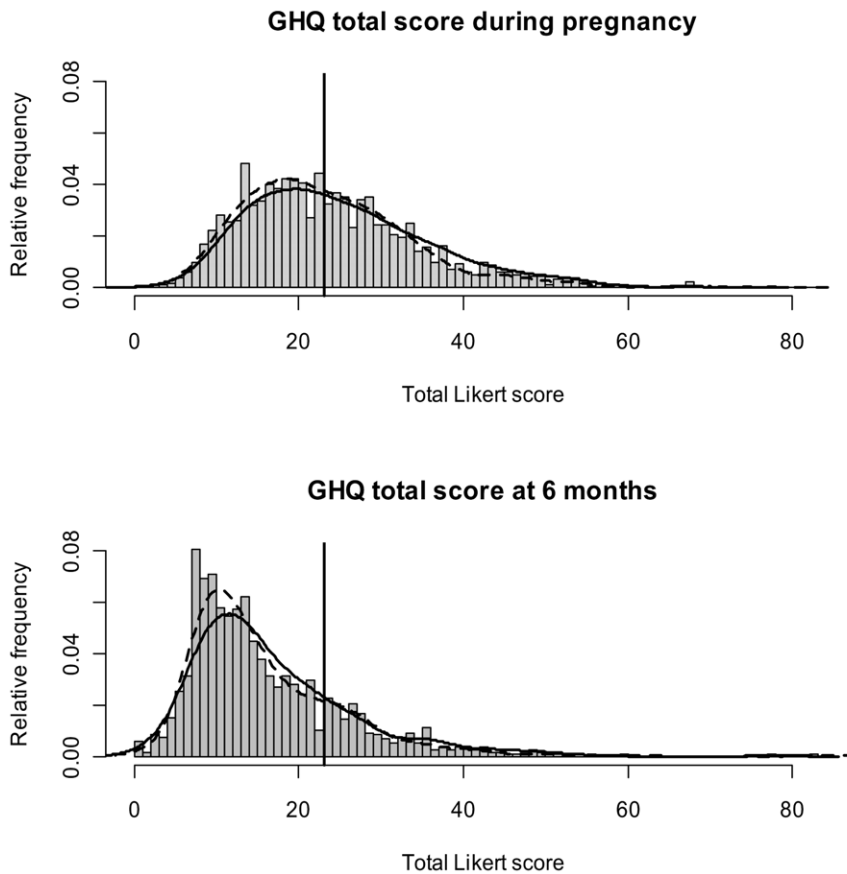 GHQ total score during pregnancy
Relative frequency
0.08
0.04
0.00
0 20 40 60 80
Total Likert score
GHQ total score at 6 months
Relative frequency
0.08
0.04
0.00
0 20 40 60 80
Total Likert score